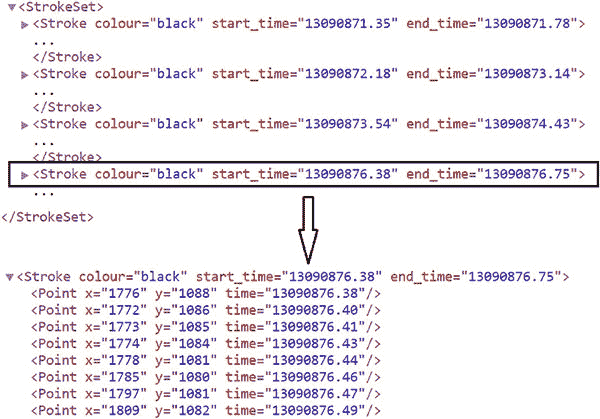 <StrokeSet>
<Stroke colour="black" start_time="13090871.35" end_time="13090871.78">
...
</Stroke>
<Stroke colour="black" start_time="13090872.18" end_time="13090873.14">
...
</Stroke>
<Stroke colour="black" start_time="13090873.54" end_time="13090874.43">
...
</Stroke>
<Stroke colour="black" start_time="13090876.38" end_time="13090876.75">
...
</StrokeSet>
<Stroke colour="black" start_time="13090876.38" end_time="13090876.75">
<Point x="1776" y="1088" time="13090876.38"/>
<Point x="1772" y="1086" time="13090876.40"/>
<Point x="1773" y="1085" time="13090876.41"/>
<Point x="1774" y="1084" time="13090876.43"/>
<Point x="1778" y="1081" time="13090876.44"/>
<Point x="1785" y="1080" time="13090876.46"/>
<Point x="1797" y="1081" time="13090876.47"/>
<Point x="1809" y="1082" time="13090876.49"/>